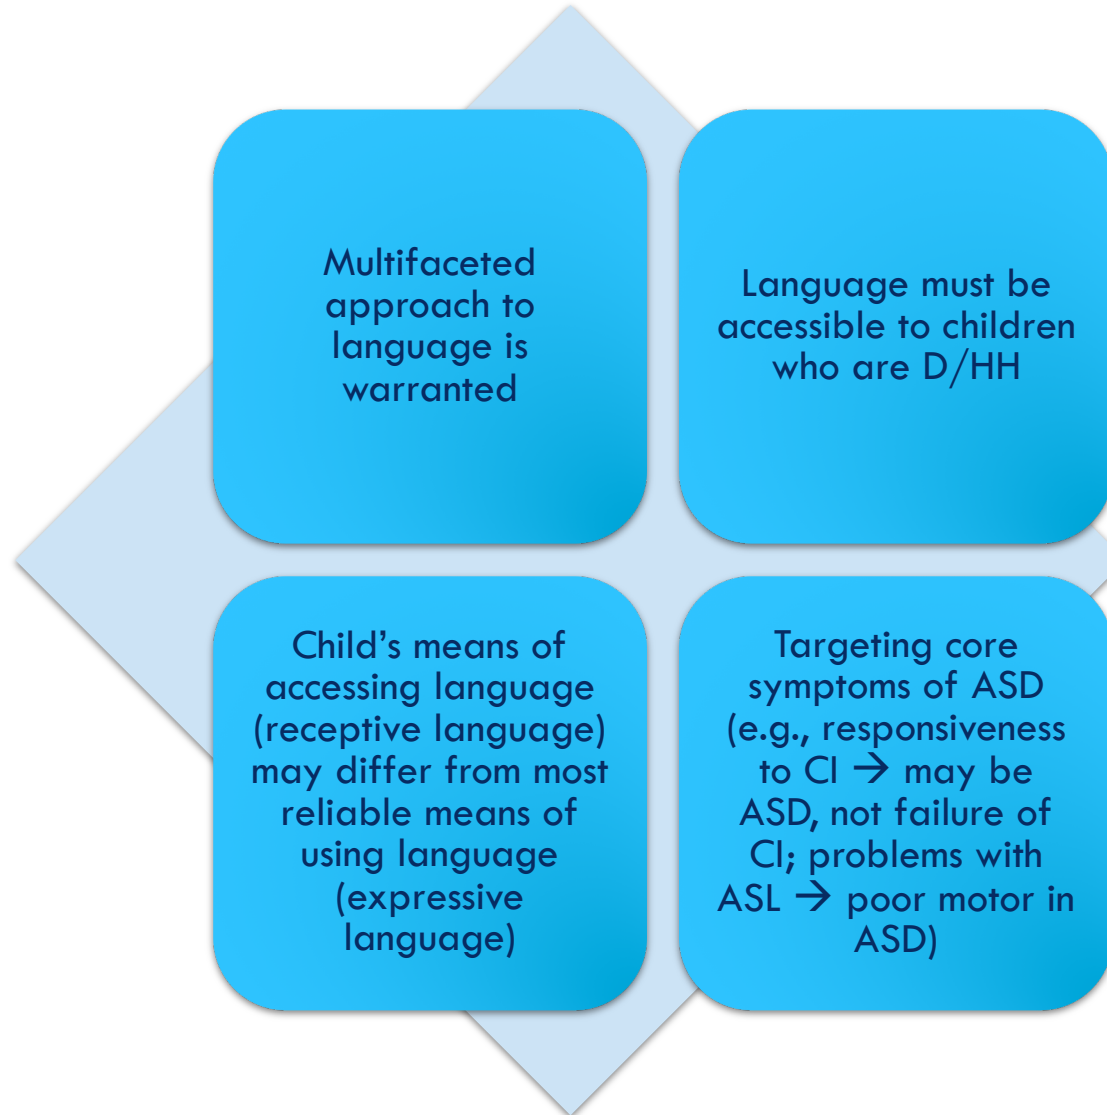 Multifaceted
approach to
language is
warranted
Language must be
accessible to children
who are D/HH
Child’s means of
accessing language
(receptive language)
may differ from most
reliable means of
using language
(expressive
language)
Targeting core
symptoms of ASD
(e.g., responsiveness
to CI → may be
ASD, not failure of
CI; problems with
ASL → poor motor in
ASD)